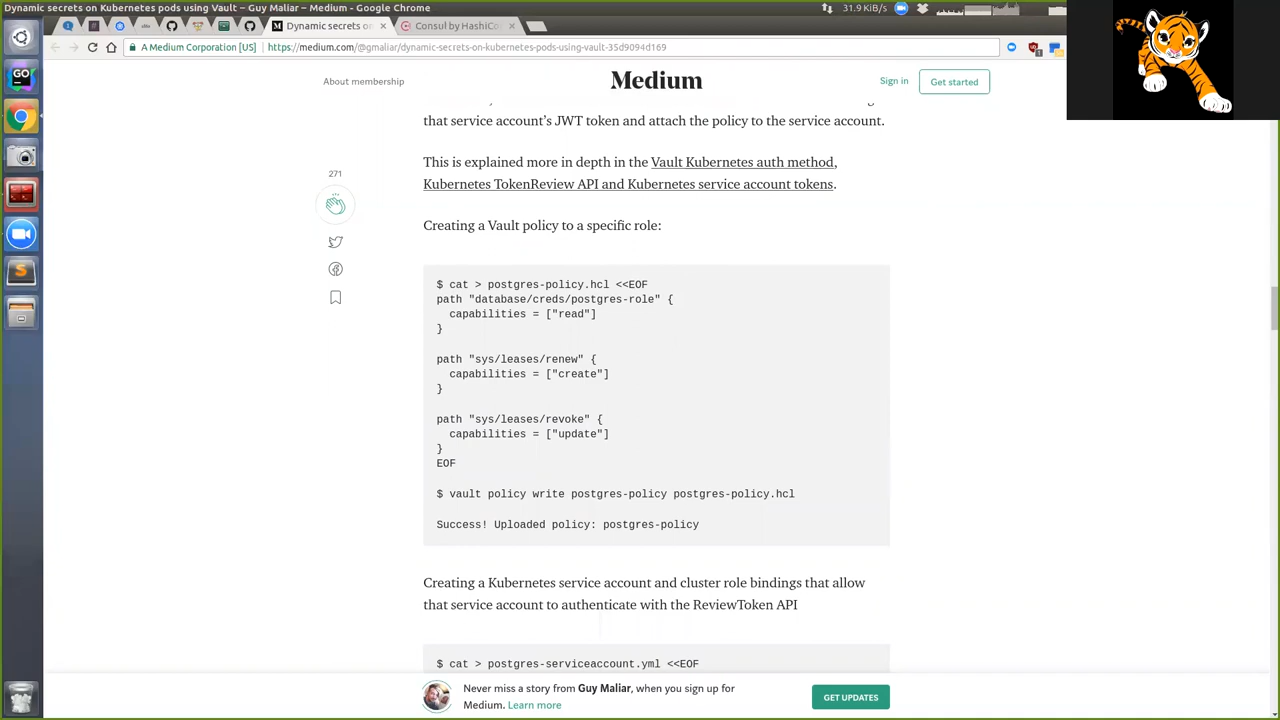 Dynamic secrets on Kubernetes pods using Vault – Guy Maliar – Medium - Google Chrome
31.9 KiB/s
Dynamic secrets on
Consul by HashiCo
A Medium Corporation [US]
https://medium.com/@gmaliar/dynamic-secrets-on-kubernetes-pods-using-vault-35d9094d169
About membership
Medium
Sign in
Get started
that service account's JWT token and attach the policy to the service account.
This is explained more in depth in the Vault Kubernetes auth method,
Kubernetes TokenReview API and Kubernetes service account tokens.
271
Creating a Vault policy to a specific role:
$ cat > postgres-policy.hcl <<EOF
path "database/creds/postgres-role" {
capabilities = ["read"]
}
path "sys/leases/renew" {
capabilities = ["create"]
}
path "sys/leases/revoke" {
capabilities = ["update"]
}
EOF
$ vault policy write postgres-policy postgres-policy.hcl
Success! Uploaded policy: postgres-policy
Creating a Kubernetes service account and cluster role bindings that allow
that service account to authenticate with the ReviewToken API
$ cat > postgres-serviceaccount.yml <<EOF
Never miss a story from Guy Maliar, when you sign up for
Medium. Learn more
GET UPDATES